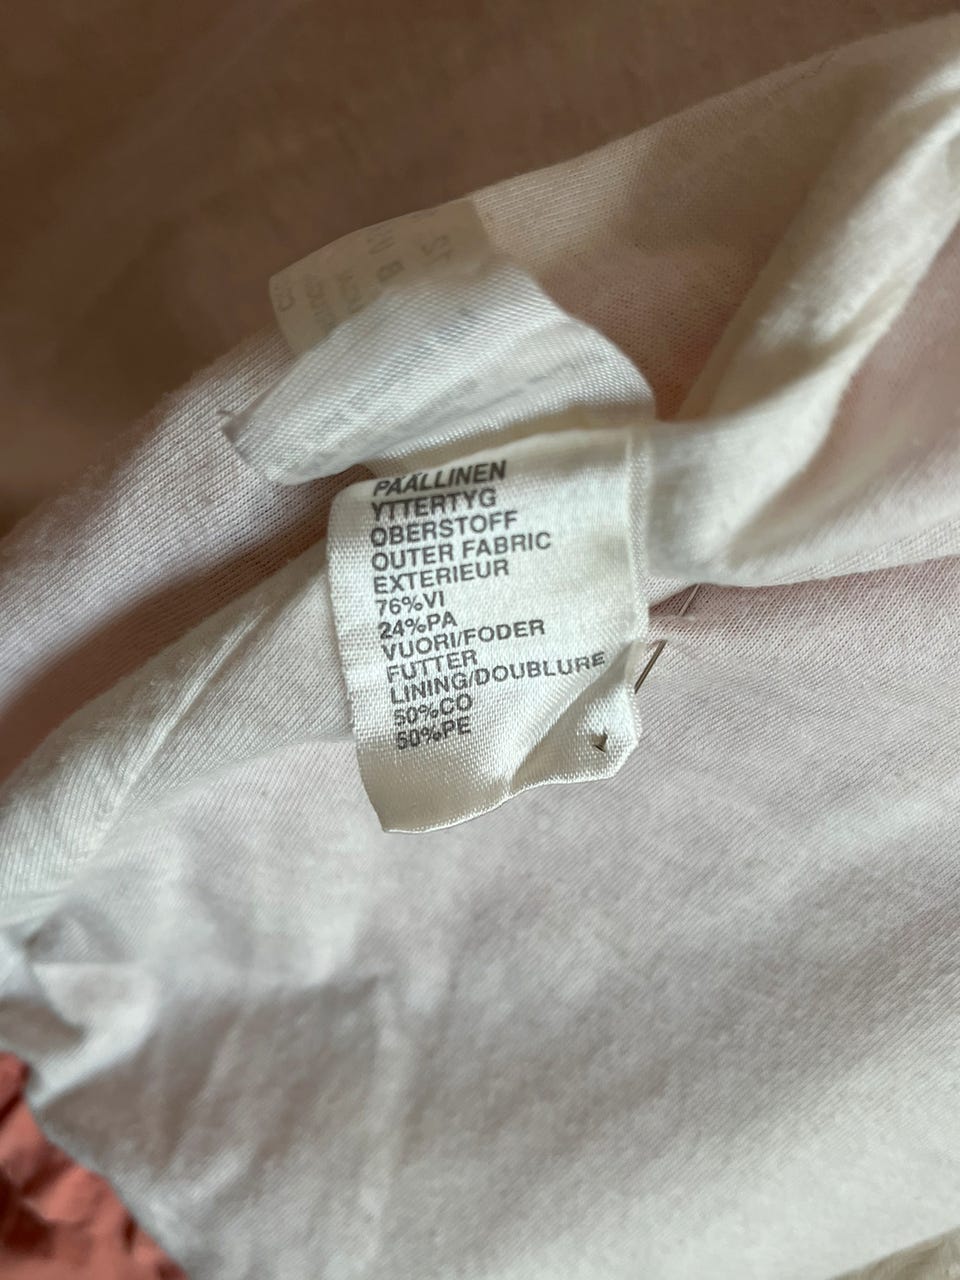 PÄÄLLINEN
YTTERTYG
OBERSTOFF
OUTER FABRIC
EXTERIEUR
76%VI
24%PA
VUORI/FODER
FUTTER
LINING/DOUBLURE
50%CO
50%PE